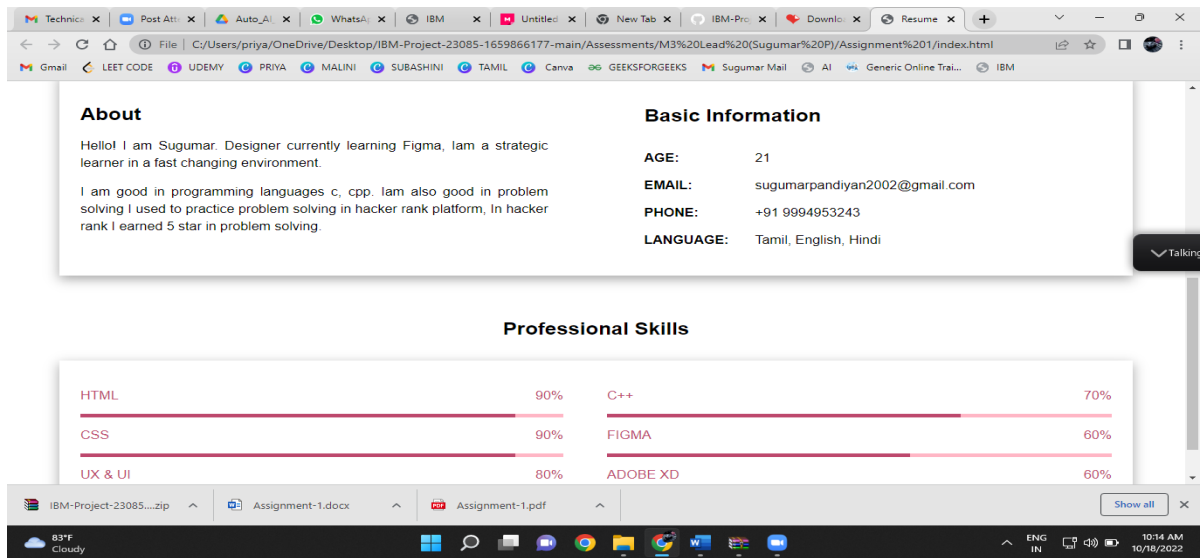 Technica
Post Atte
Auto_AI_
WhatsAp
IBM
Untitled
New Tab
IBM-Pro
Downloa
Resume
File | C:/Users/priya/OneDrive/Desktop/IBM-Project-23085-1659866177-main/Assessments/M3%20Lead%20(Sugumar%20P)/Assignment%201/index.html
Gmail LEET CODE UDEMY PRIYA MALINI SUBASHINI TAMIL Canva GEEKSFORGEEKS Sugumar Mail AI Generic Online Trai... IBM
About
Hello! I am Sugumar. Designer currently learning Figma, Iam a strategic
learner in a fast changing environment.
I am good in programming languages c, cpp. Iam also good in problem
solving I used to practice problem solving in hacker rank platform, In hacker
rank I earned 5 star in problem solving.
Basic Information
AGE: 21
EMAIL: sugumarpandiyan2002@gmail.com
PHONE: +91 9994953243
LANGUAGE: Tamil, English, Hindi
Talking
Professional Skills
HTML 90%
C++ 70%
CSS 90%
FIGMA 60%
UX & UI 80%
ADOBE XD 60%
IBM-Project-23085....zip
Assignment-1.docx
Assignment-1.pdf
Show all
83°F
Cloudy
ENG
IN
10:14 AM
10/18/2022